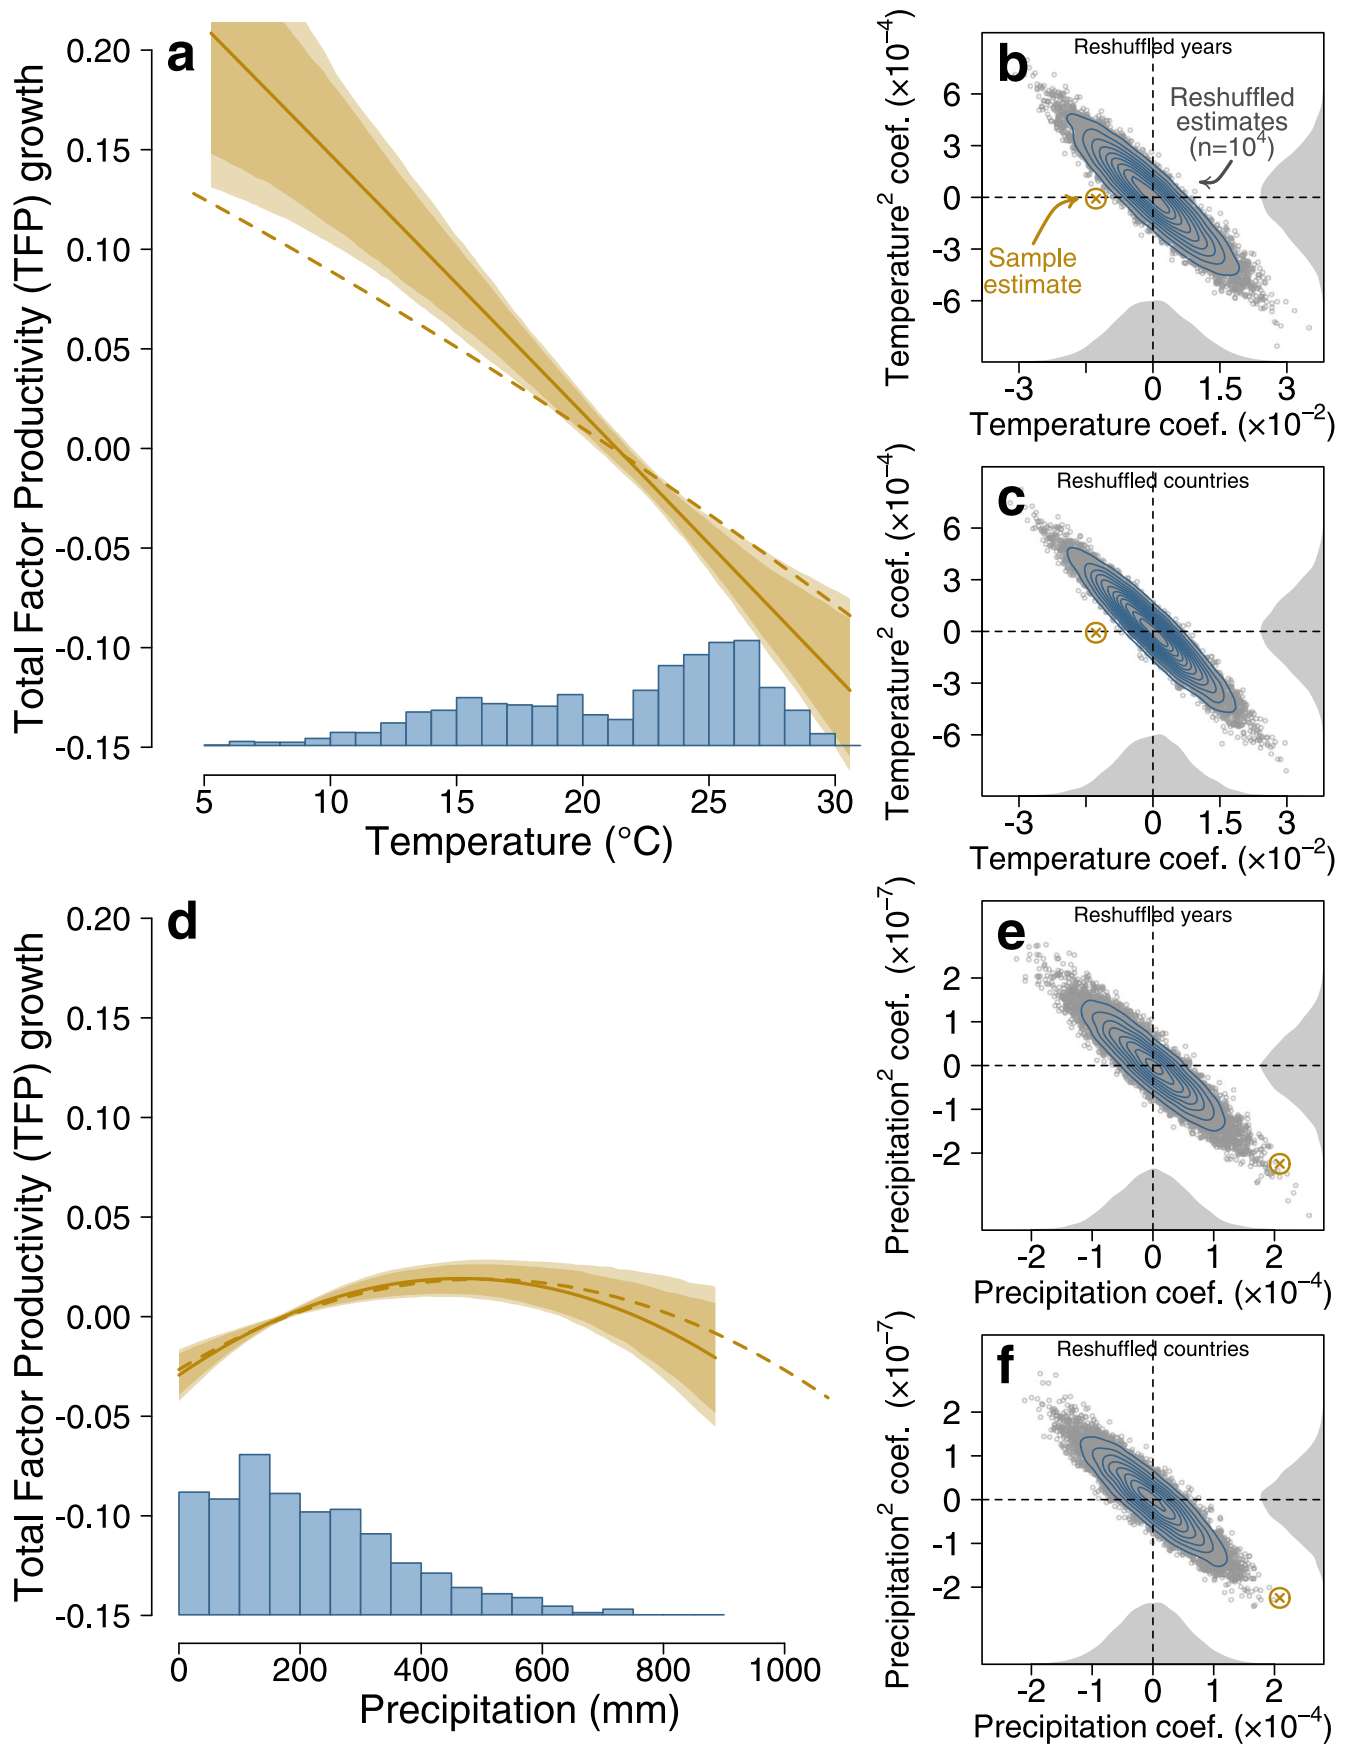 a
Total Factor Productivity (TFP) growth
0.20
0.15
0.10
0.05
0.00
-0.05
-0.10
-0.15
5
10
15
20
25
30
Temperature (°C)
b
Reshuffled years
Reshuffled
estimates
(n=10⁴)
Sample
estimate
Temperature² coef. (×10⁻⁴)
6
3
0
-3
-6
-3
0
1.5
3
Temperature coef. (×10⁻²)
c
Reshuffled countries
Temperature² coef. (×10⁻⁴)
6
3
0
-3
-6
-3
0
1.5
3
Temperature coef. (×10⁻²)
d
Total Factor Productivity (TFP) growth
0.20
0.15
0.10
0.05
0.00
-0.05
-0.10
-0.15
0
200
400
600
800
1000
Precipitation (mm)
e
Reshuffled years
Precipitation² coef. (×10⁻⁷)
2
1
0
-1
-2
-2
-1
0
1
2
Precipitation coef. (×10⁻⁴)
f
Reshuffled countries
Precipitation² coef. (×10⁻⁷)
2
1
0
-1
-2
-2
-1
0
1
2
Precipitation coef. (×10⁻⁴)